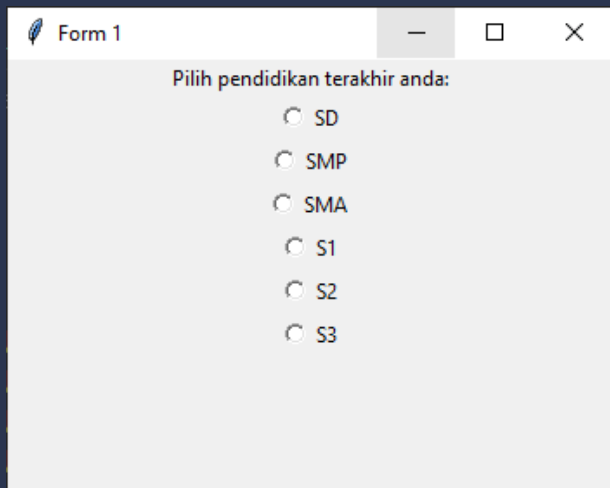 Form 1
Pilih pendidikan terakhir anda:
SD
SMP
SMA
S1
S2
S3